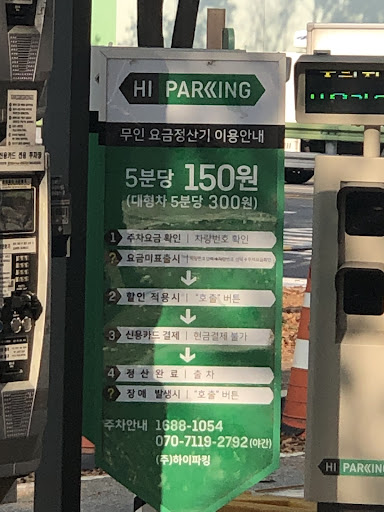 HI PARKING
무인 요금정산기 이용안내
5분당 150원
(대형차 5분당 300원)
1 주차요금 확인 | 차량번호 확인
? 요금미표출시
2 할인 적용시 | "호출" 버튼
3 신용카드 결제 | 현금결제 불가
4 정 산 완 료 | 출 차
? 장애 발생시 | "호출" 버튼
주차안내 1688-1054
070-7119-2792 (야간)
(주)하이파킹
HI PARKING